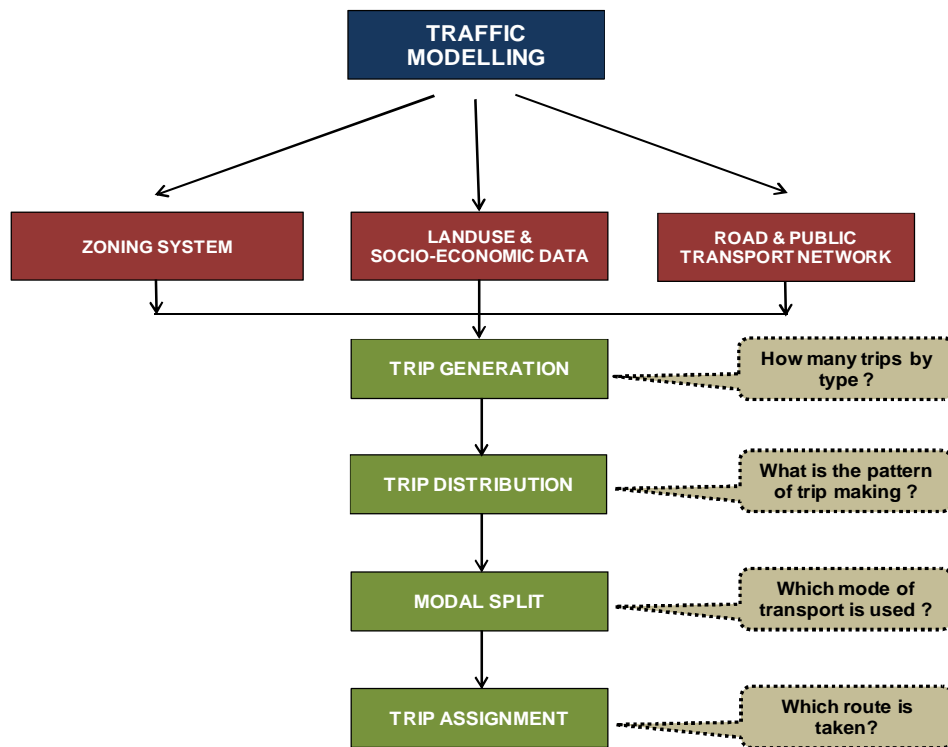 TRAFFIC
MODELLING
ZONING SYSTEM
LANDUSE &
SOCIO-ECONOMIC DATA
ROAD & PUBLIC
TRANSPORT NETWORK
TRIP GENERATION
How many trips by
type ?
TRIP DISTRIBUTION
What is the pattern
of trip making ?
MODAL SPLIT
Which mode of
transport is used ?
TRIP ASSIGNMENT
Which route is
taken?